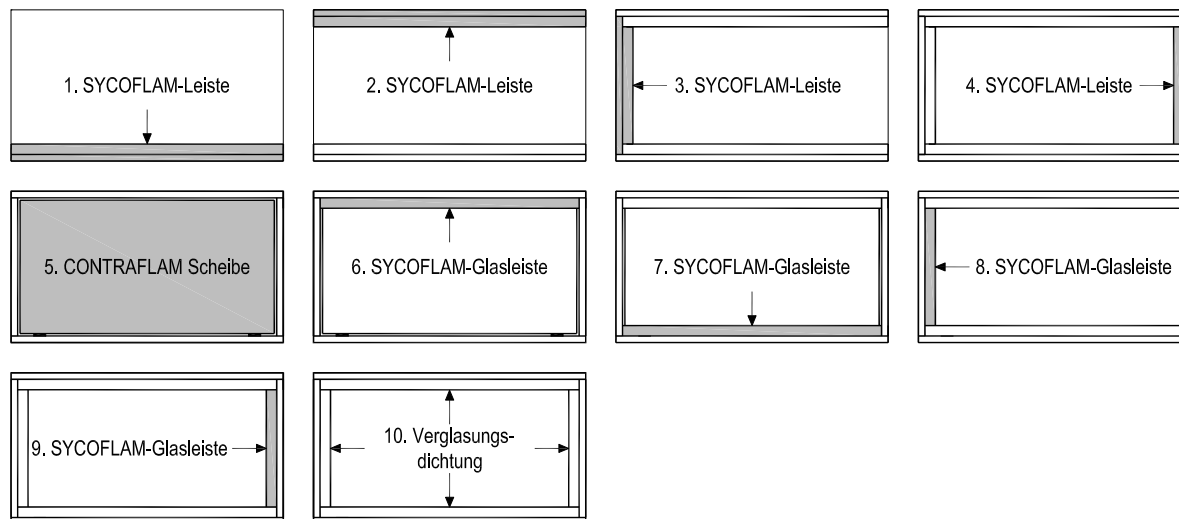 1. SYCOFLAM-Leiste
2. SYCOFLAM-Leiste
3. SYCOFLAM-Leiste
4. SYCOFLAM-Leiste
5. CONTRAFLAM Scheibe
6. SYCOFLAM-Glasleiste
7. SYCOFLAM-Glasleiste
8. SYCOFLAM-Glasleiste
9. SYCOFLAM-Glasleiste
10. Verglasungs-
dichtung